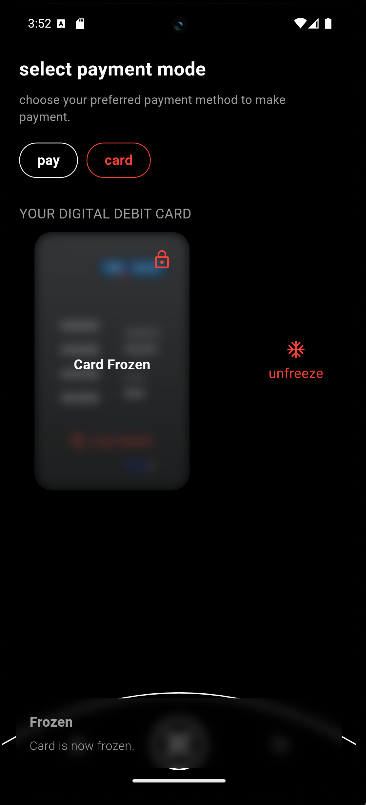 3:52
select payment mode
choose your preferred payment method to make
payment.
pay
card
YOUR DIGITAL DEBIT CARD
Card Frozen
unfreeze
Frozen
Card is now frozen.